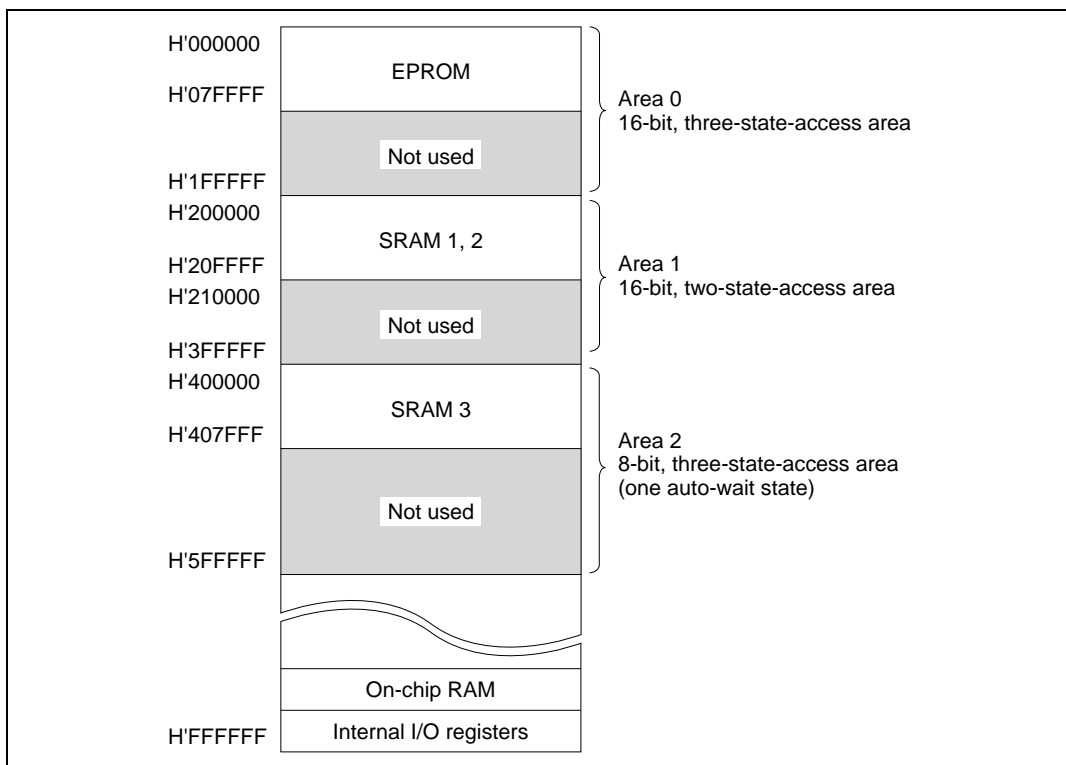 H'000000
EPROM
H'07FFFF
Area 0
16-bit, three-state-access area
Not used
H'1FFFFF
H'200000
SRAM 1, 2
H'20FFFF
Area 1
16-bit, two-state-access area
H'210000
Not used
H'3FFFFF
H'400000
SRAM 3
H'407FFF
Area 2
8-bit, three-state-access area
(one auto-wait state)
Not used
H'5FFFFF
On-chip RAM
Internal I/O registers
H'FFFFFF